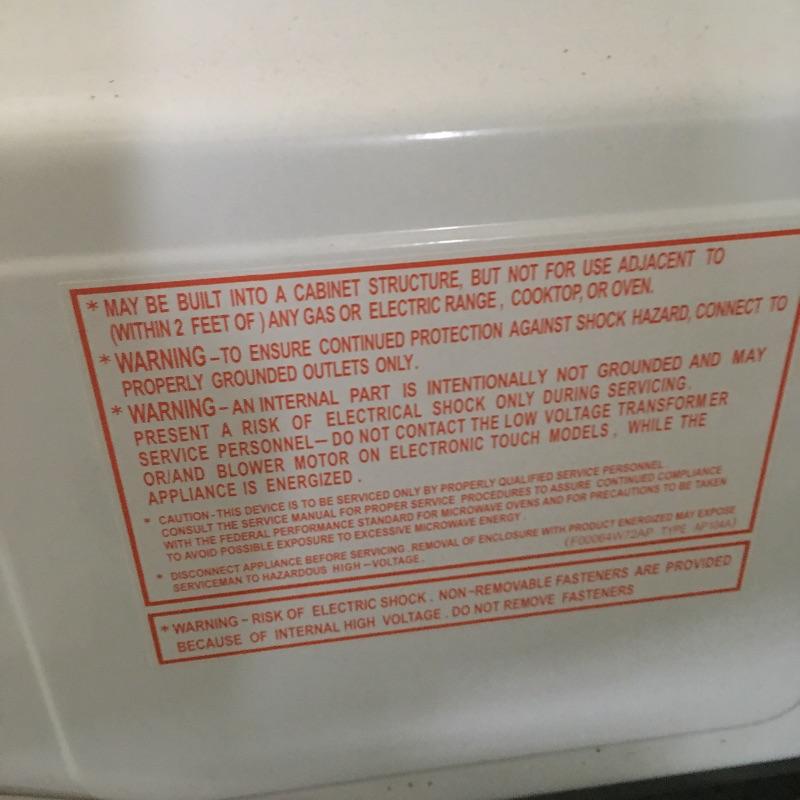 * MAY BE BUILT INTO A CABINET STRUCTURE, BUT NOT FOR USE ADJACENT TO
(WITHIN 2 FEET OF ) ANY GAS OR ELECTRIC RANGE , COOKTOP, OR OVEN.
* WARNING – TO ENSURE CONTINUED PROTECTION AGAINST SHOCK HAZARD, CONNECT TO
PROPERLY GROUNDED OUTLETS ONLY.
* WARNING – AN INTERNAL PART IS INTENTIONALLY NOT GROUNDED AND MAY
PRESENT A RISK OF ELECTRICAL SHOCK ONLY DURING SERVICING.
SERVICE PERSONNEL – DO NOT CONTACT THE LOW VOLTAGE TRANSFORMER
OR/AND BLOWER MOTOR ON ELECTRONIC TOUCH MODELS , WHILE THE
APPLIANCE IS ENERGIZED .
* CAUTION - THIS DEVICE IS TO BE SERVICED ONLY BY PROPERLY QUALIFIED SERVICE PERSONNEL.
CONSULT THE SERVICE MANUAL FOR PROPER SERVICE PROCEDURES TO ASSURE CONTINUED COMPLIANCE
WITH THE FEDERAL PERFORMANCE STANDARD FOR MICROWAVE OVENS AND FOR PRECAUTIONS TO BE TAKEN
TO AVOID POSSIBLE EXPOSURE TO EXCESSIVE MICROWAVE ENERGY .
* DISCONNECT APPLIANCE BEFORE SERVICING .REMOVAL OF ENCLOSURE WITH PRODUCT ENERGIZED MAY EXPOSE
SERVICEMAN TO HAZARDOUS HIGH – VOLTAGE .
(F00064W72AP TYPE AP104A)
* WARNING - RISK OF ELECTRIC SHOCK . NON-REMOVABLE FASTENERS ARE PROVIDED
BECAUSE OF INTERNAL HIGH VOLTAGE . DO NOT REMOVE FASTENERS